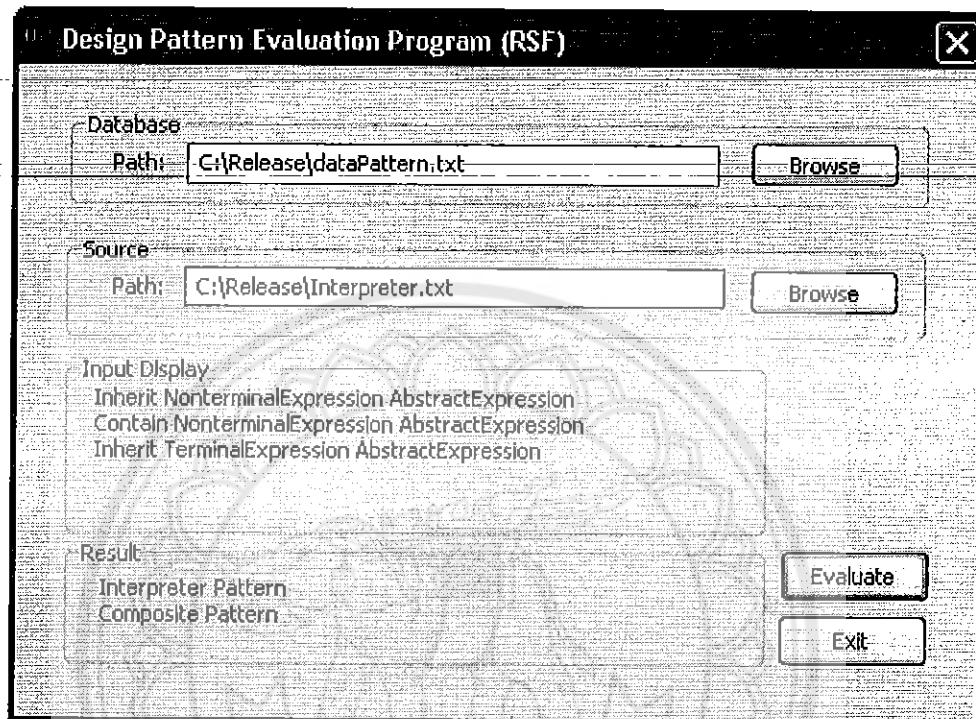 Design Pattern Evaluation Program (RSF)
Database
Path: C:\Release\dataPattern.txt Browse
Source
Path: C:\Release\Interpreter.txt Browse
Input Display
Inherit NonterminalExpression AbstractExpression
Contain NonterminalExpression AbstractExpression
Inherit TerminalExpression AbstractExpression
Result
Interpreter Pattern
Composite Pattern
Evaluate
Exit